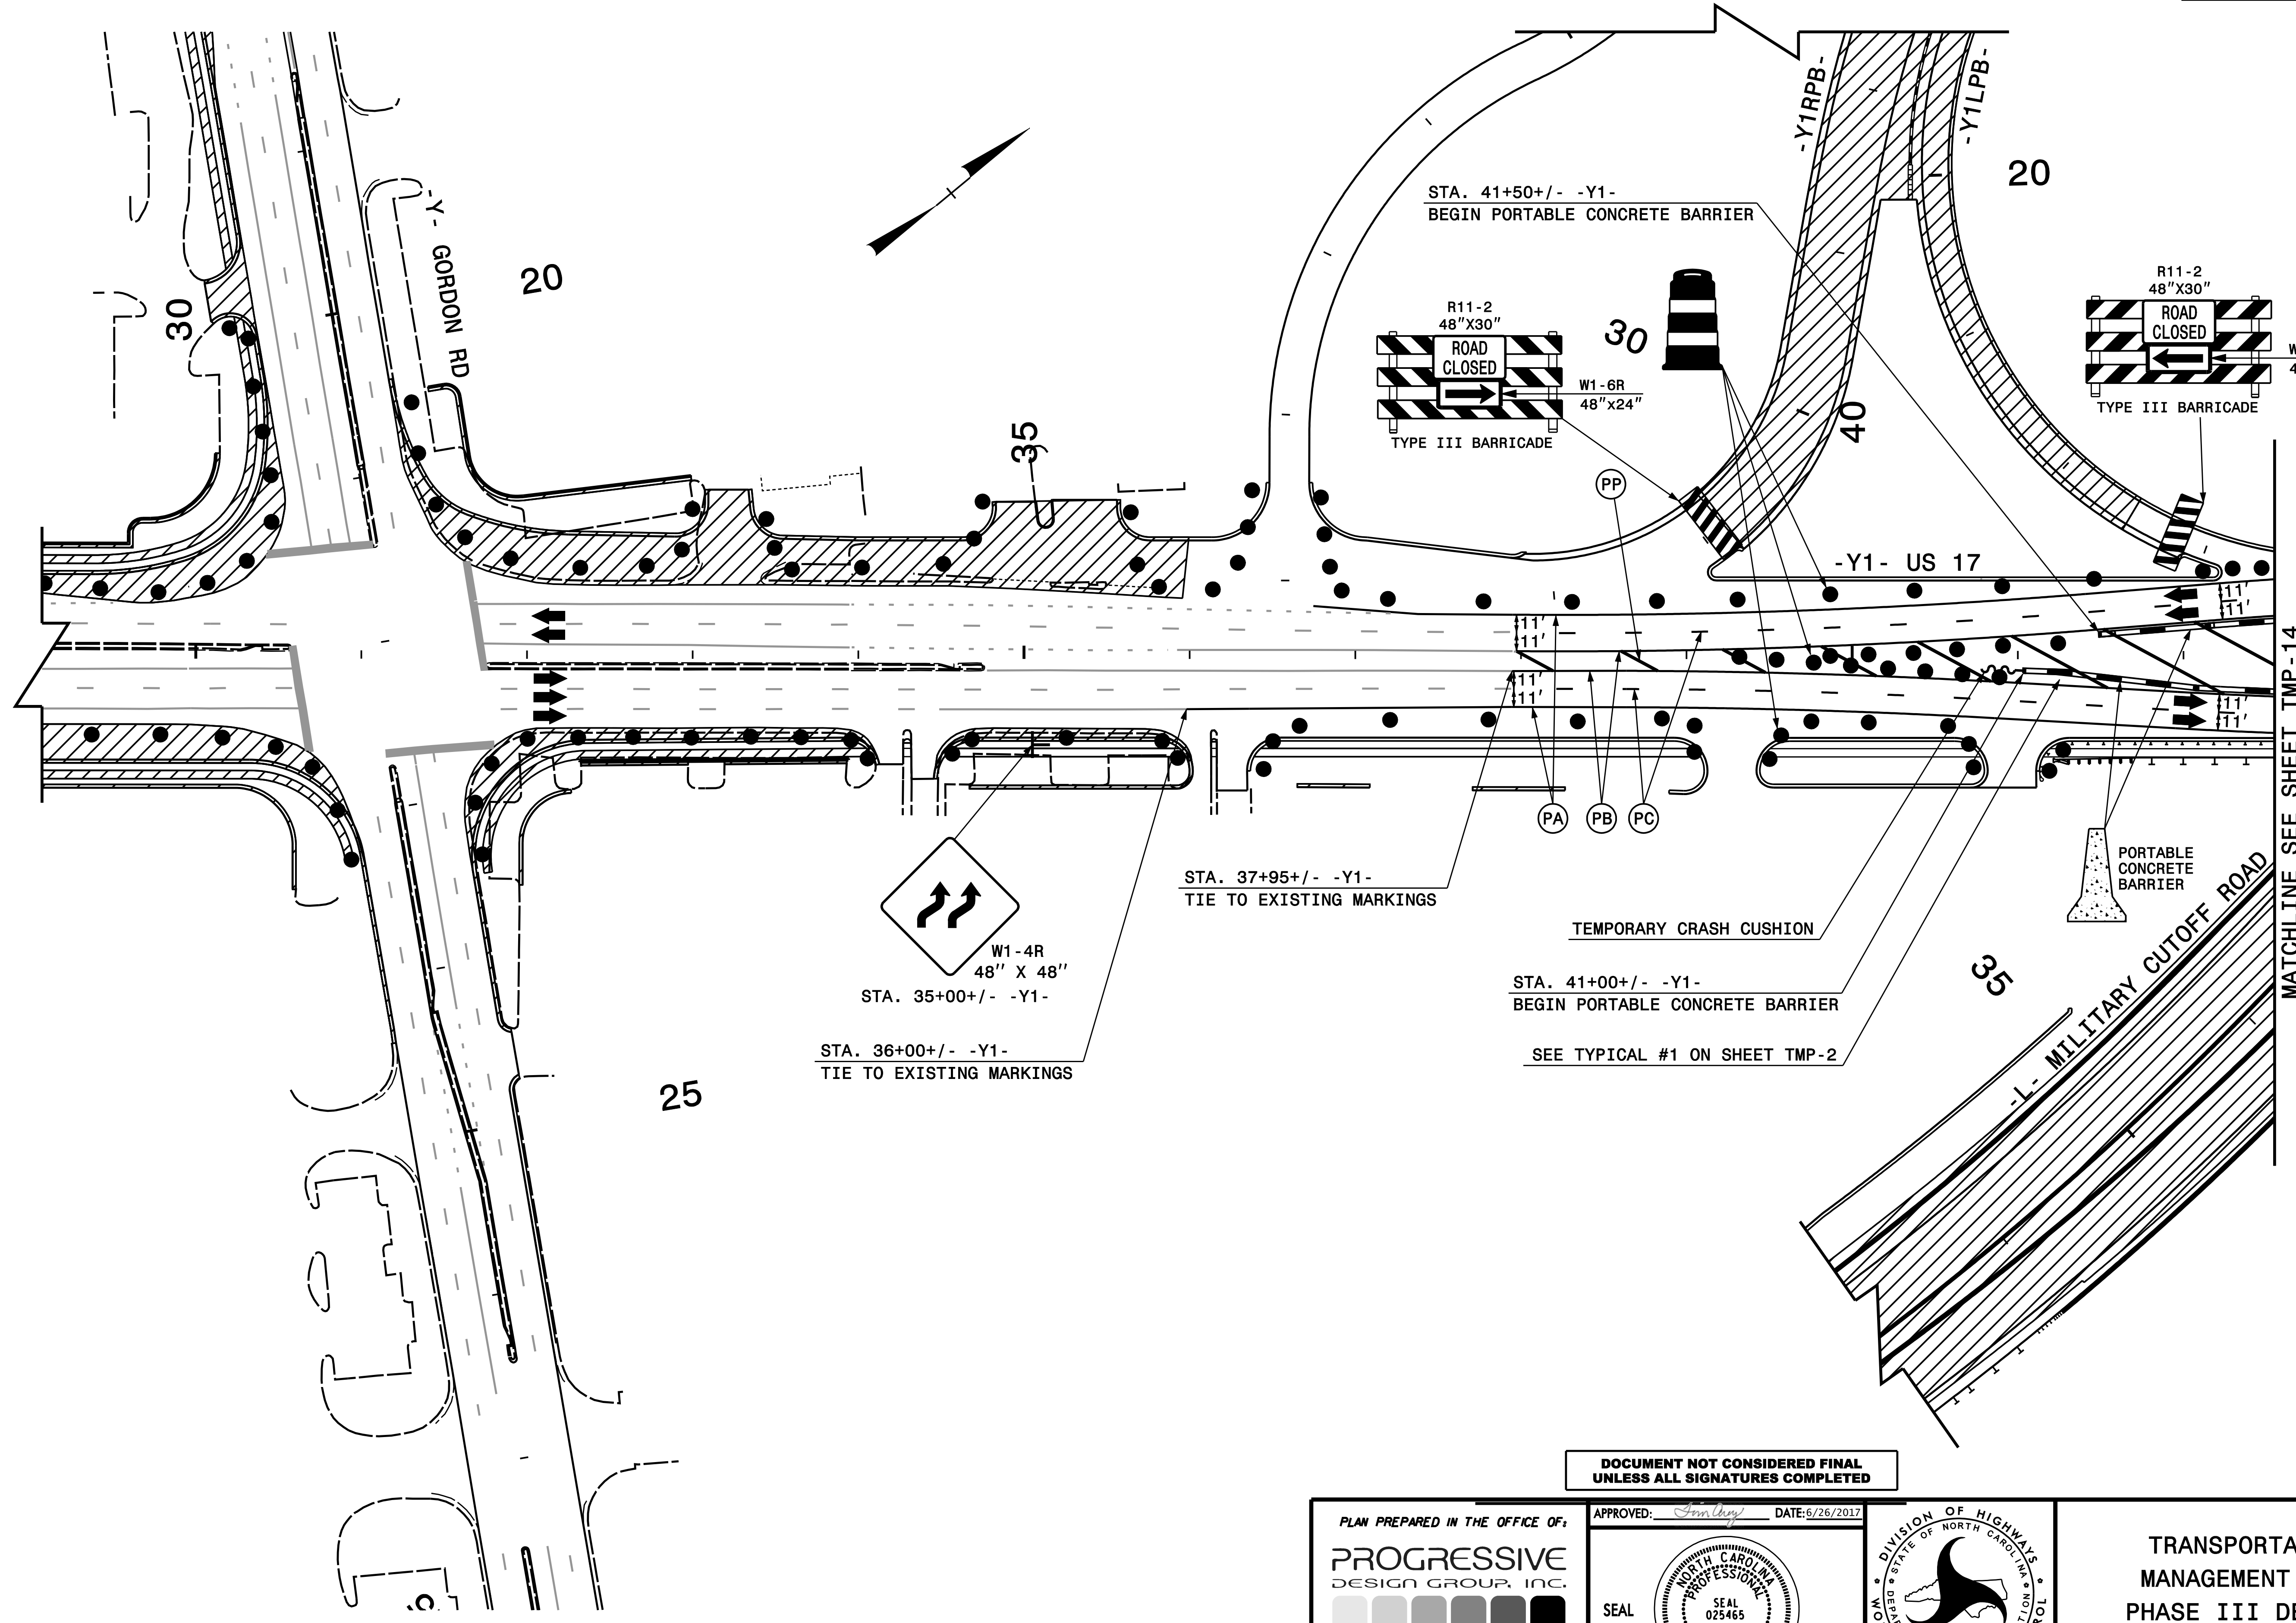 -Y1RPB-
-Y1LPB-
20
STA. 41+50+/- -Y1-
BEGIN PORTABLE CONCRETE BARRIER
-Y- GORDON RD
20
30
R11-2
48"X30"
ROAD
CLOSED
W1-6R
48"x24"
TYPE III BARRICADE
30
R11-2
48"X30"
ROAD
CLOSED
TYPE III BARRICADE
40
35
PP
-Y1- US 17
11'
11'
11'
11'
11'
11'
11'
11'
PA
PB
PC
MATCHLINE SEE SHEET TMP-14
PORTABLE
CONCRETE
BARRIER
STA. 37+95+/- -Y1-
TIE TO EXISTING MARKINGS
TEMPORARY CRASH CUSHION
W1-4R
48" X 48"
STA. 35+00+/- -Y1-
STA. 41+00+/- -Y1-
BEGIN PORTABLE CONCRETE BARRIER
35
-L- MILITARY CUTOFF ROAD
STA. 36+00+/- -Y1-
TIE TO EXISTING MARKINGS
SEE TYPICAL #1 ON SHEET TMP-2
25
DOCUMENT NOT CONSIDERED FINAL
UNLESS ALL SIGNATURES COMPLETED
PLAN PREPARED IN THE OFFICE OF:
PROGRESSIVE
DESIGN GROUP, INC.
APPROVED: DATE: 6/26/2017
SEAL
NORTH CAROLINA
PROFESSIONAL
SEAL
025465
DIVISION OF HIGHWAYS
STATE OF NORTH CAROLINA
TRANSPORTA
MANAGEMENT
PHASE III D